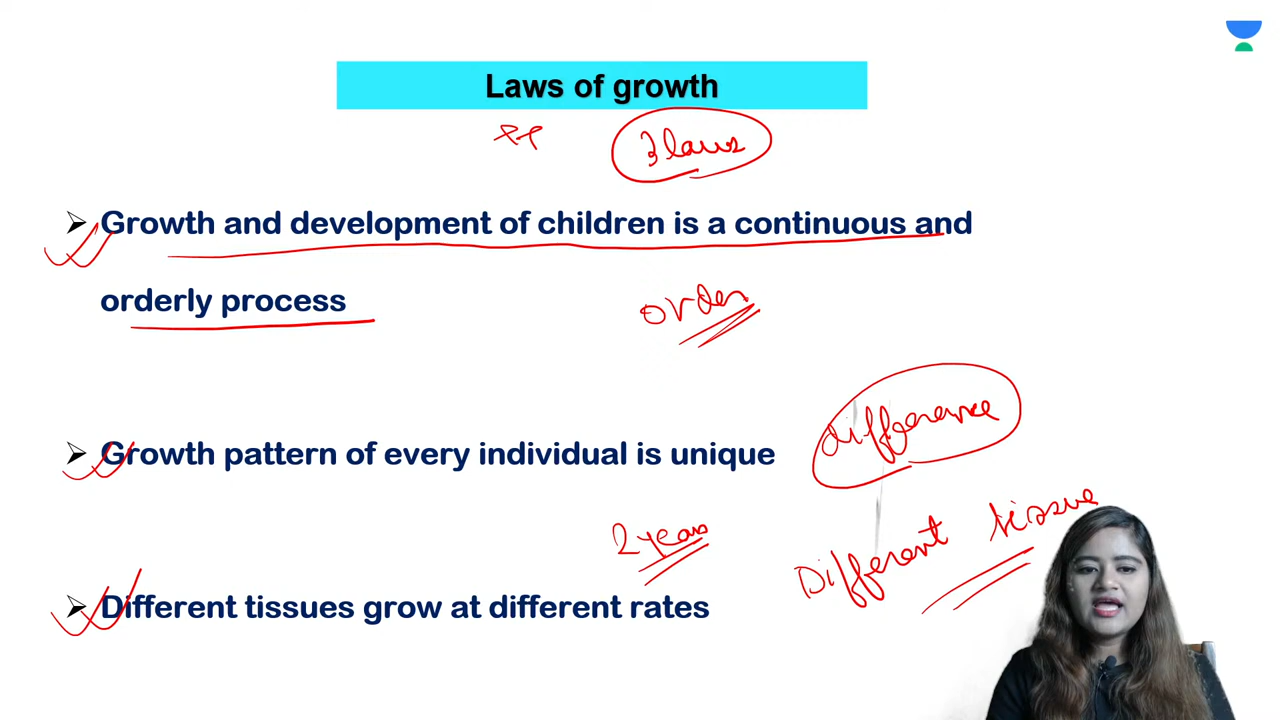 Laws of growth
3 laws
Growth and development of children is a continuous and
orderly process
order
difference
Growth pattern of every individual is unique
Different tissue
2 years
Different tissues grow at different rates